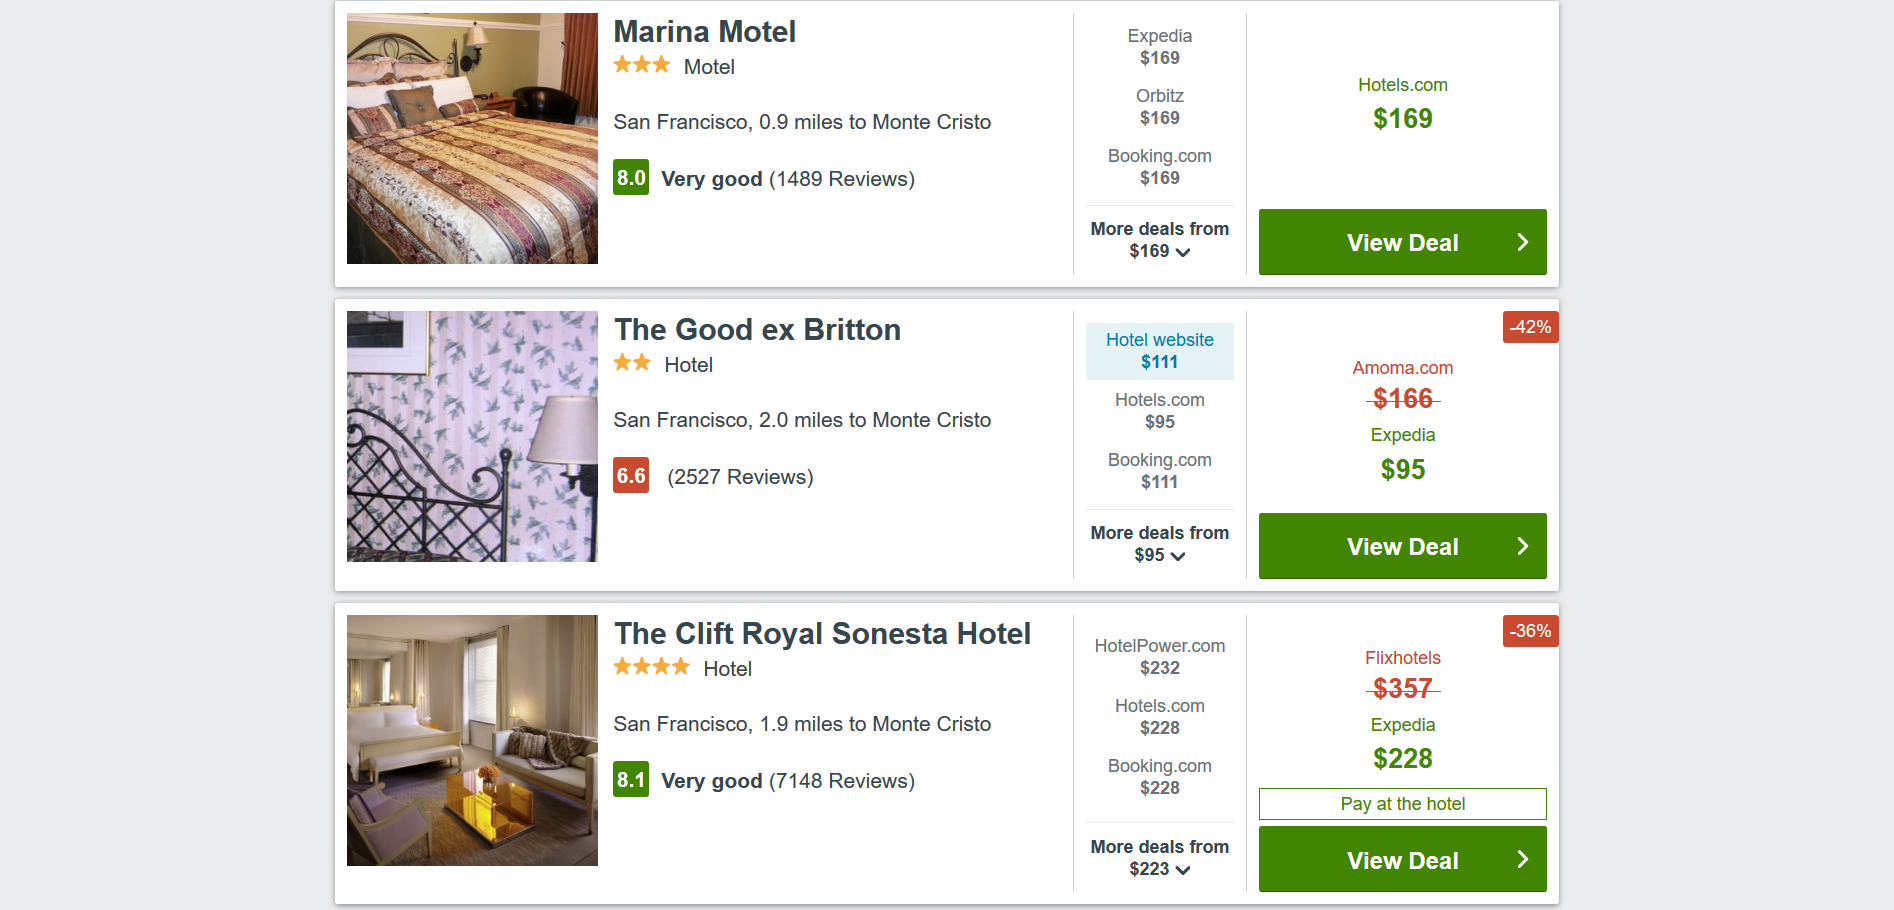 Marina Motel
Motel
San Francisco, 0.9 miles to Monte Cristo
8.0 Very good (1489 Reviews)
Expedia
$169
Orbitz
$169
Booking.com
$169
More deals from
$169
Hotels.com
$169
View Deal
The Good ex Britton
Hotel
San Francisco, 2.0 miles to Monte Cristo
6.6 (2527 Reviews)
Hotel website
$111
Hotels.com
$95
Booking.com
$111
More deals from
$95
-42%
Amoma.com
$166
Expedia
$95
View Deal
The Clift Royal Sonesta Hotel
Hotel
San Francisco, 1.9 miles to Monte Cristo
8.1 Very good (7148 Reviews)
HotelPower.com
$232
Hotels.com
$228
Booking.com
$228
More deals from
$223
-36%
Flixhotels
$357
Expedia
$228
Pay at the hotel
View Deal